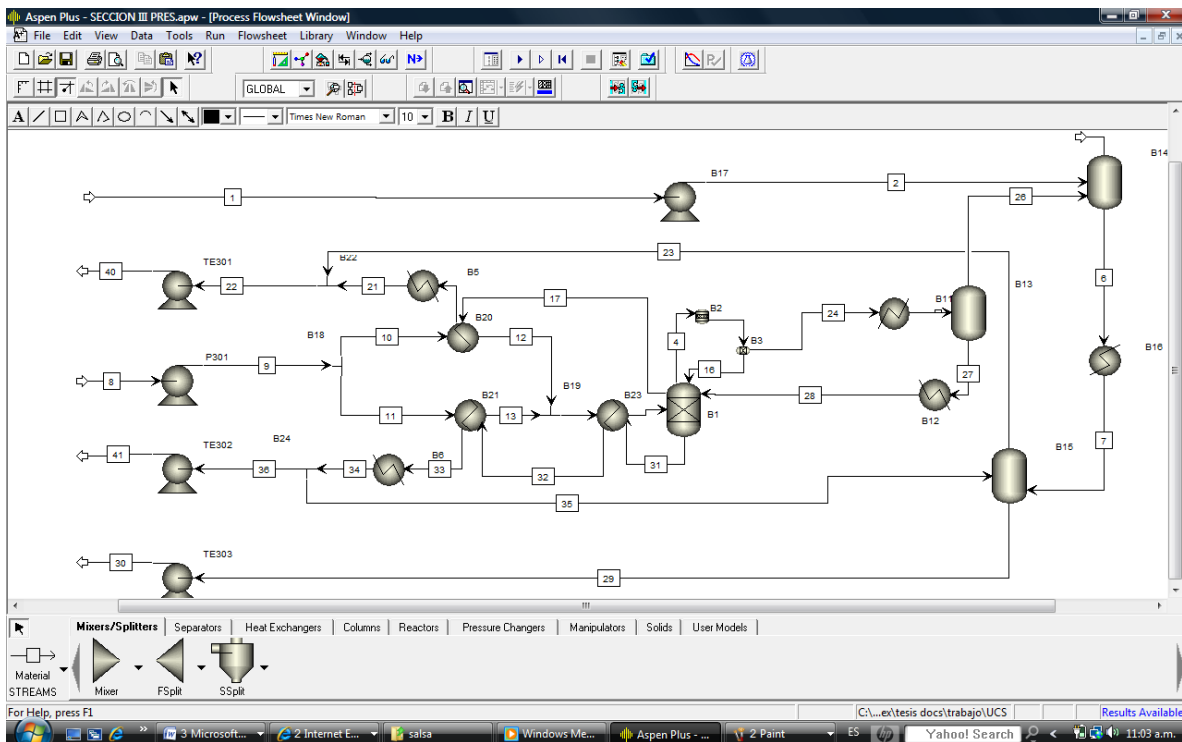 Aspen Plus - SECCION III PRES.apw - [Process Flowsheet Window]
File Edit View Data Tools Run Flowsheet Library Window Help
N>
GLOBAL
A Times New Roman 10 B I U
B14
B17
1 2 26
23
TE301 B22 B5 B13 6
40 22 21 17 B2 B11
24
B20 B3
B18 10 12 4 B16
P301
9 16 27
8 B19 28
B21 B23 B1 B12
11 13 7
TE302 B24 B6 31 B15
41 36 34 33 32
35
TE303
30 29
Mixers/Splitters Separators Heat Exchangers Columns Reactors Pressure Changers Manipulators Solids User Models
Material
STREAMS Mixer FSplit SSplit
For Help, press F1 C:\...ex\tesis docs\trabajo\UCS Results Available
3 Microsoft... 2 Internet E... salsa Windows Me... Aspen Plus - ... 2 Paint ES hp Yahoo! Search 11:03 a.m.